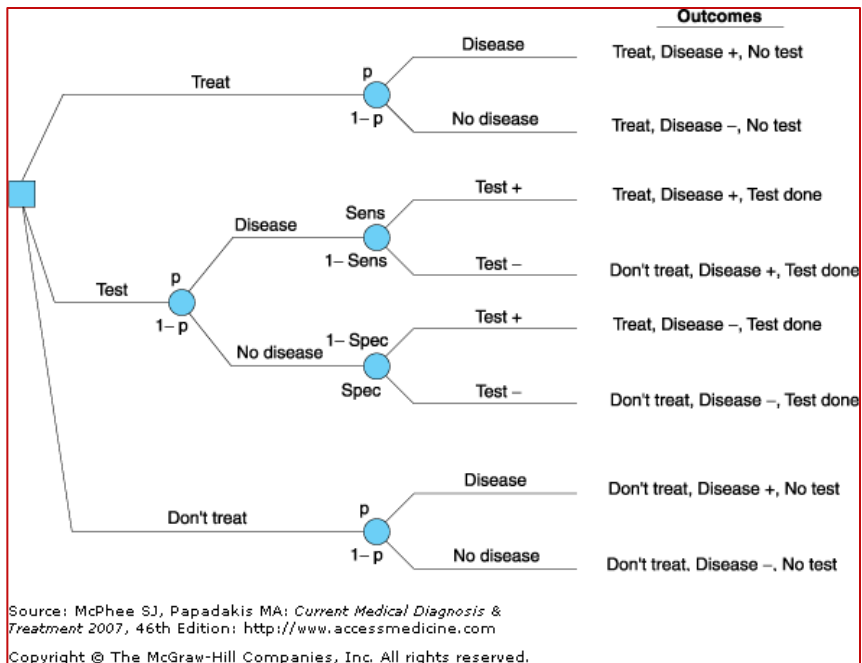 Outcomes
Disease
Treat, Disease +, No test
p
Treat
1– p
No disease
Treat, Disease –, No test
Test +
Treat, Disease +, Test done
Sens
Disease
1– Sens
Test –
Don't treat, Disease +, Test done
p
Test
1– p
Test +
Treat, Disease –, Test done
1– Spec
No disease
Spec
Test –
Don't treat, Disease –, Test done
Disease
Don't treat, Disease +, No test
p
Don't treat
1– p
No disease
Don't treat. Disease –. No test
Source: McPhee SJ, Papadakis MA: Current Medical Diagnosis &
Treatment 2007, 46th Edition: http://www.accessmedicine.com
Copyright © The McGraw-Hill Companies, Inc. All rights reserved.